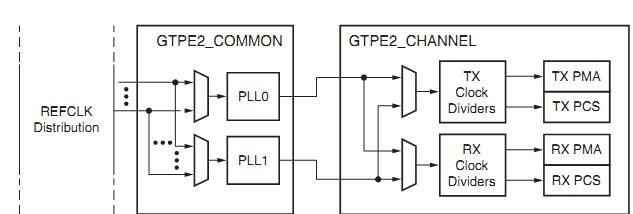 GTPE2_COMMON
GTPE2_CHANNEL
REFCLK
Distribution
PLL0
PLL1
TX
Clock
Dividers
TX PMA
TX PCS
RX
Clock
Dividers
RX PMA
RX PCS